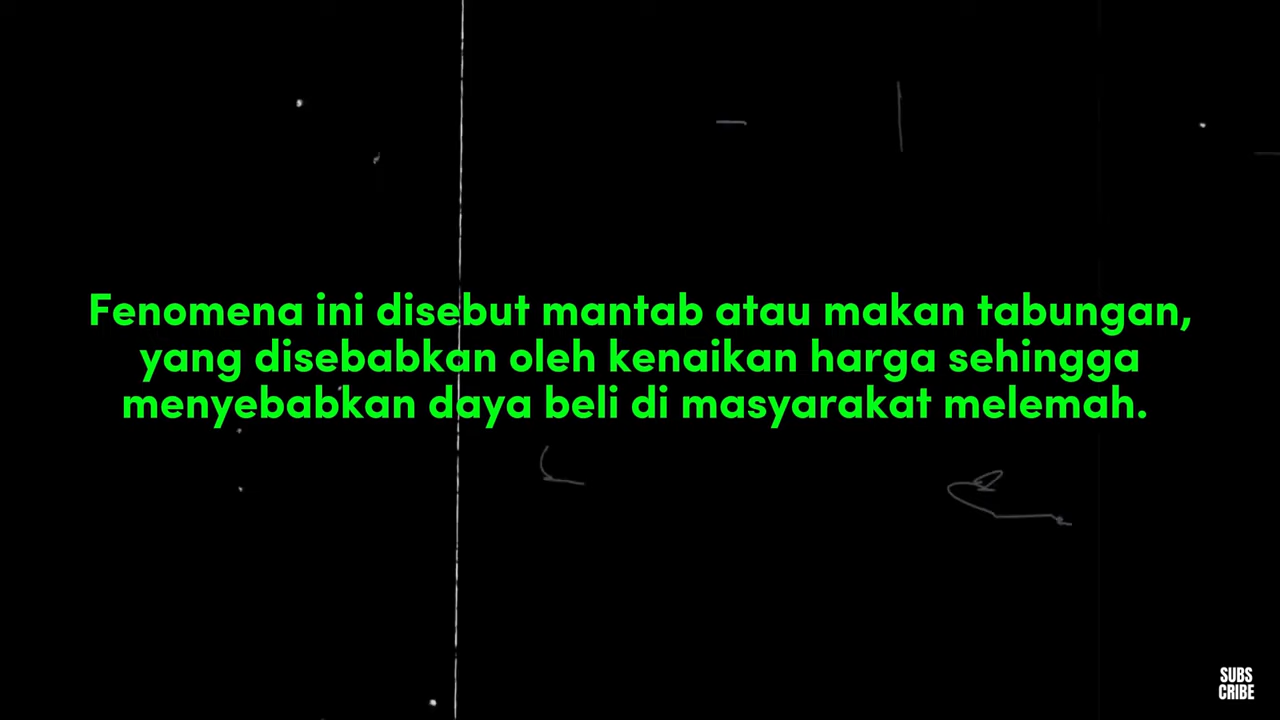 Fenomena ini disebut mantab atau makan tabungan,
yang disebabkan oleh kenaikan harga sehingga
menyebabkan daya beli di masyarakat melemah.
SUBS
CRIBE